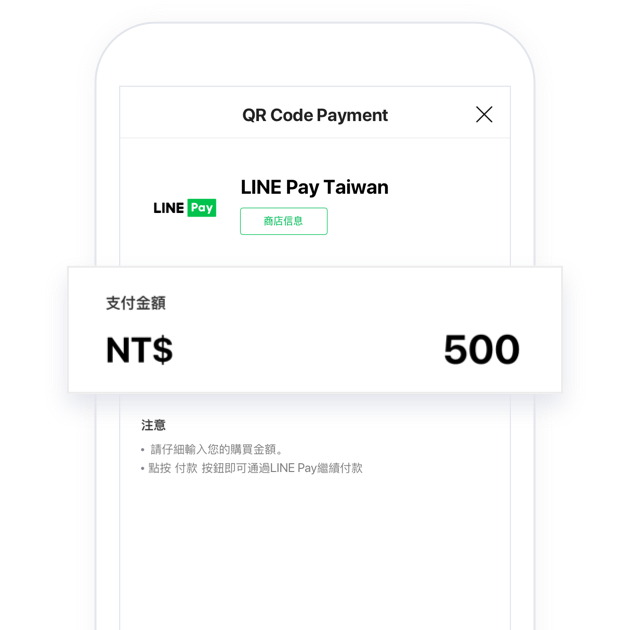 QR Code Payment
LINE Pay Taiwan
LINE Pay
商店信息
支付金額
NT$ 500
注意
• 請仔細輸入您的購買金額。
• 點按 付款 按鈕即可通過LINE Pay繼續付款